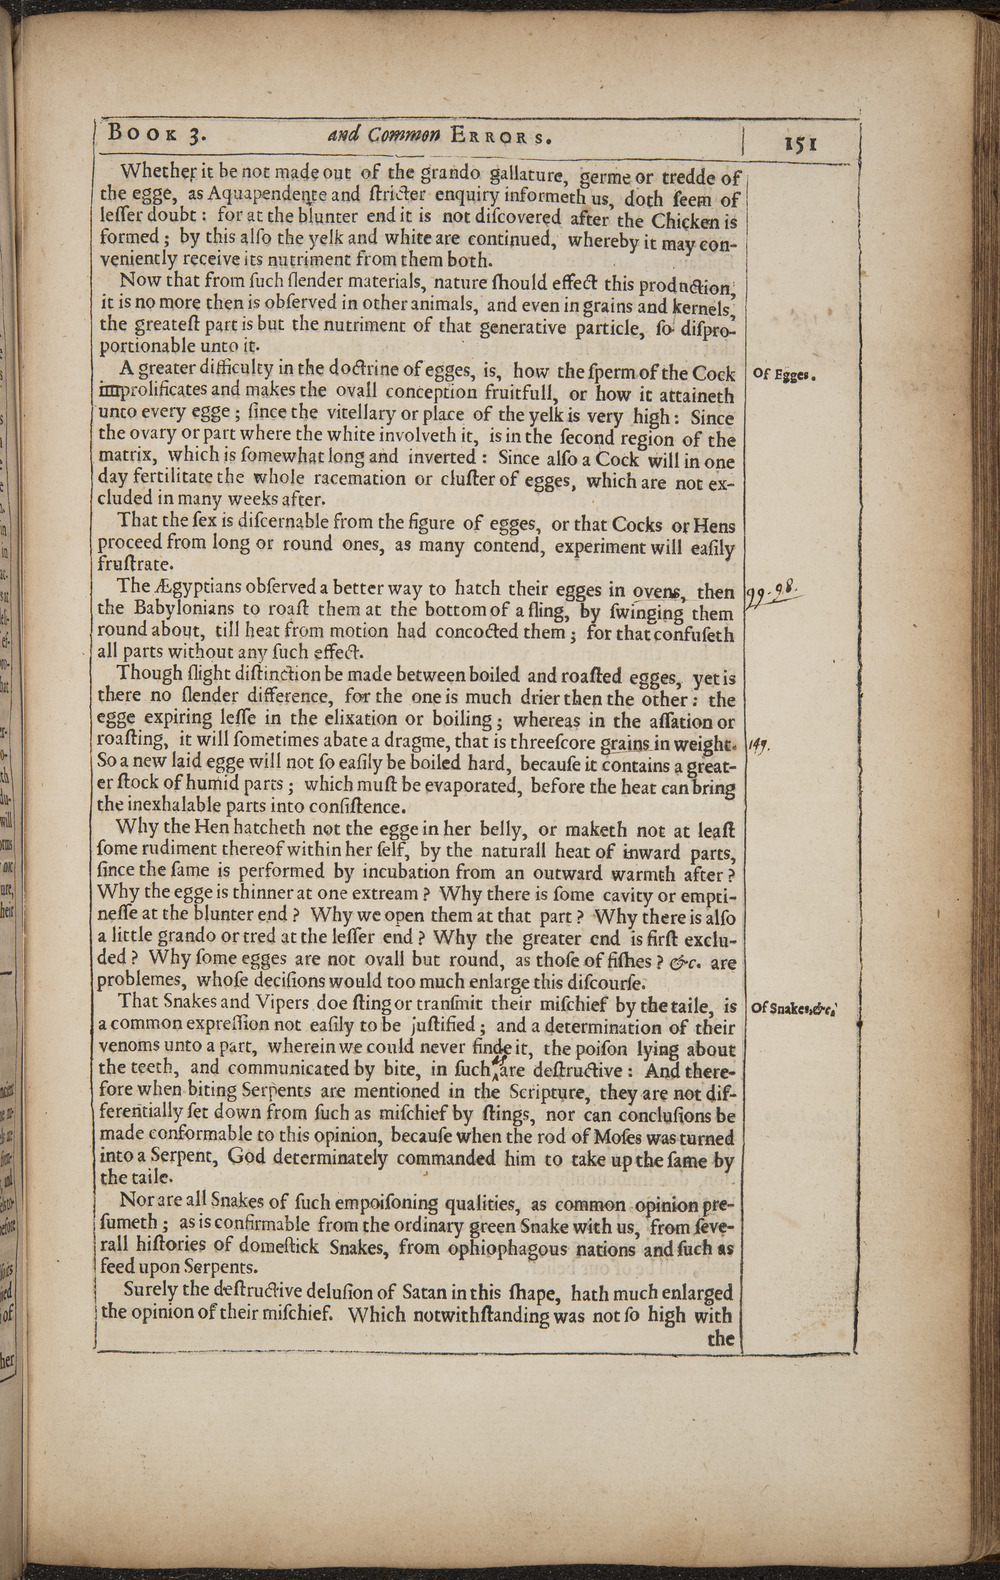 BOOK 3. and Common ERRORS. 151
Whether it be not made out of the grando gallature, germe or tredde of
the egge, as Aquapendente and ſtricter enquiry informeth us, doth ſeem of
leſſer doubt: for at the blunter end it is not diſcovered after the Chicken is
formed; by this alſo the yelk and white are continued, whereby it may con-
veniently receive its nutriment from them both.
Now that from ſuch ſlender materials, nature ſhould effect this production,
it is no more then is obſerved in other animals, and even in grains and kernels,
the greateſt part is but the nutriment of that generative particle, ſo diſpro-
portionable unto it.
A greater difficulty in the doctrine of egges, is, how the ſperm of the Cock
improlificates and makes the ovall conception fruitfull, or how it attaineth
unto every egge; ſince the vitellary or place of the yelk is very high: Since
the ovary or part where the white involveth it, is in the ſecond region of the
matrix, which is ſomewhat long and inverted: Since alſo a Cock will in one
day fertilitate the whole racemation or cluſter of egges, which are not ex-
cluded in many weeks after.
Of Egges.
That the ſex is diſcernable from the figure of egges, or that Cocks or Hens
proceed from long or round ones, as many contend, experiment will eaſily
fruſtrate.
The Ægyptians obſerved a better way to hatch their egges in ovens, then
the Babylonians to roaſt them at the bottom of a ſling, by ſwinging them
round about, till heat from motion had concocted them; for that confuſeth
all parts without any ſuch effect.
99-98.
Though ſlight diſtinction be made between boiled and roaſted egges, yet is
there no ſlender difference, for the one is much drier then the other: the
egge expiring leſſe in the elixation or boiling; whereas in the aſſation or
roaſting, it will ſometimes abate a dragme, that is threeſcore grains in weight.
So a new laid egge will not ſo eaſily be boiled hard, becauſe it contains a great-
er ſtock of humid parts; which muſt be evaporated, before the heat can bring
the inexhalable parts into conſiſtence.
149.
Why the Hen hatcheth not the egge in her belly, or maketh not at leaſt
ſome rudiment thereof within her ſelf, by the naturall heat of inward parts,
ſince the ſame is performed by incubation from an outward warmth after?
Why the egge is thinner at one extream? Why there is ſome cavity or empti-
neſſe at the blunter end? Why we open them at that part? Why there is alſo
a little grando or tred at the leſſer end? Why the greater end is firſt exclu-
ded? Why ſome egges are not ovall but round, as thoſe of fiſhes? &c. are
problemes, whoſe deciſions would too much enlarge this diſcourſe.
That Snakes and Vipers doe ſting or tranſmit their miſchief by the taile, is
a common expreſſion not eaſily to be juſtified; and a determination of their
venoms unto a part, wherein we could never finde it, the poiſon lying about
the teeth, and communicated by bite, in ſuch as are deſtructive: And there-
fore when biting Serpents are mentioned in the Scripture, they are not dif-
ferentially ſet down from ſuch as miſchief by ſtings, nor can concluſions be
made conformable to this opinion, becauſe when the rod of Moſes was turned
into a Serpent, God determinately commanded him to take up the ſame by
the taile.
Of Snakes, &c.
Nor are all Snakes of ſuch empoiſoning qualities, as common opinion pre-
ſumeth; as is confirmable from the ordinary green Snake with us, from ſeve-
rall hiſtories of domeſtick Snakes, from ophiophagous nations and ſuch as
feed upon Serpents.
Surely the deſtructive deluſion of Satan in this ſhape, hath much enlarged
the opinion of their miſchief. Which notwithſtanding was not ſo high with
the